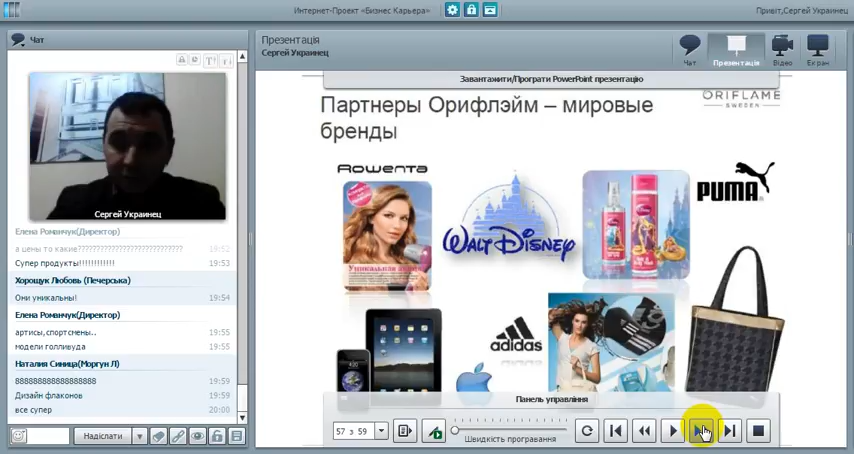 Интернет-Проект «Бизнес Карьера»
Привіт,Сергей Украинец
Чат
Сергей Украинец
Елена Романчук(Директор)
а цены то какие????????????????????????????
19:52
Супер продукты!!!!!!!!!!!!
19:53
Хорощук Любовь (Печерська)
Они уникальны!
19:54
Елена Романчук(Директор)
артисы,спортсмены..
19:55
модели голливуда
19:55
Наталия Синица(Моргун Л)
88888888888888888
19:59
Дизайн флаконов
19:59
все супер
20:00
Надіслати
Презентація
Сергей Украинец
Чат
Презентація
Відео
Екран
Завантажити/Програти PowerPoint презентацію
Партнеры Орифлэйм – мировые
бренды
ORIFLAME
SWEDEN
ROWENTA
WALT DISNEY
PUMA
adidas
Панель управління
57 з 59
Швидкість програвання